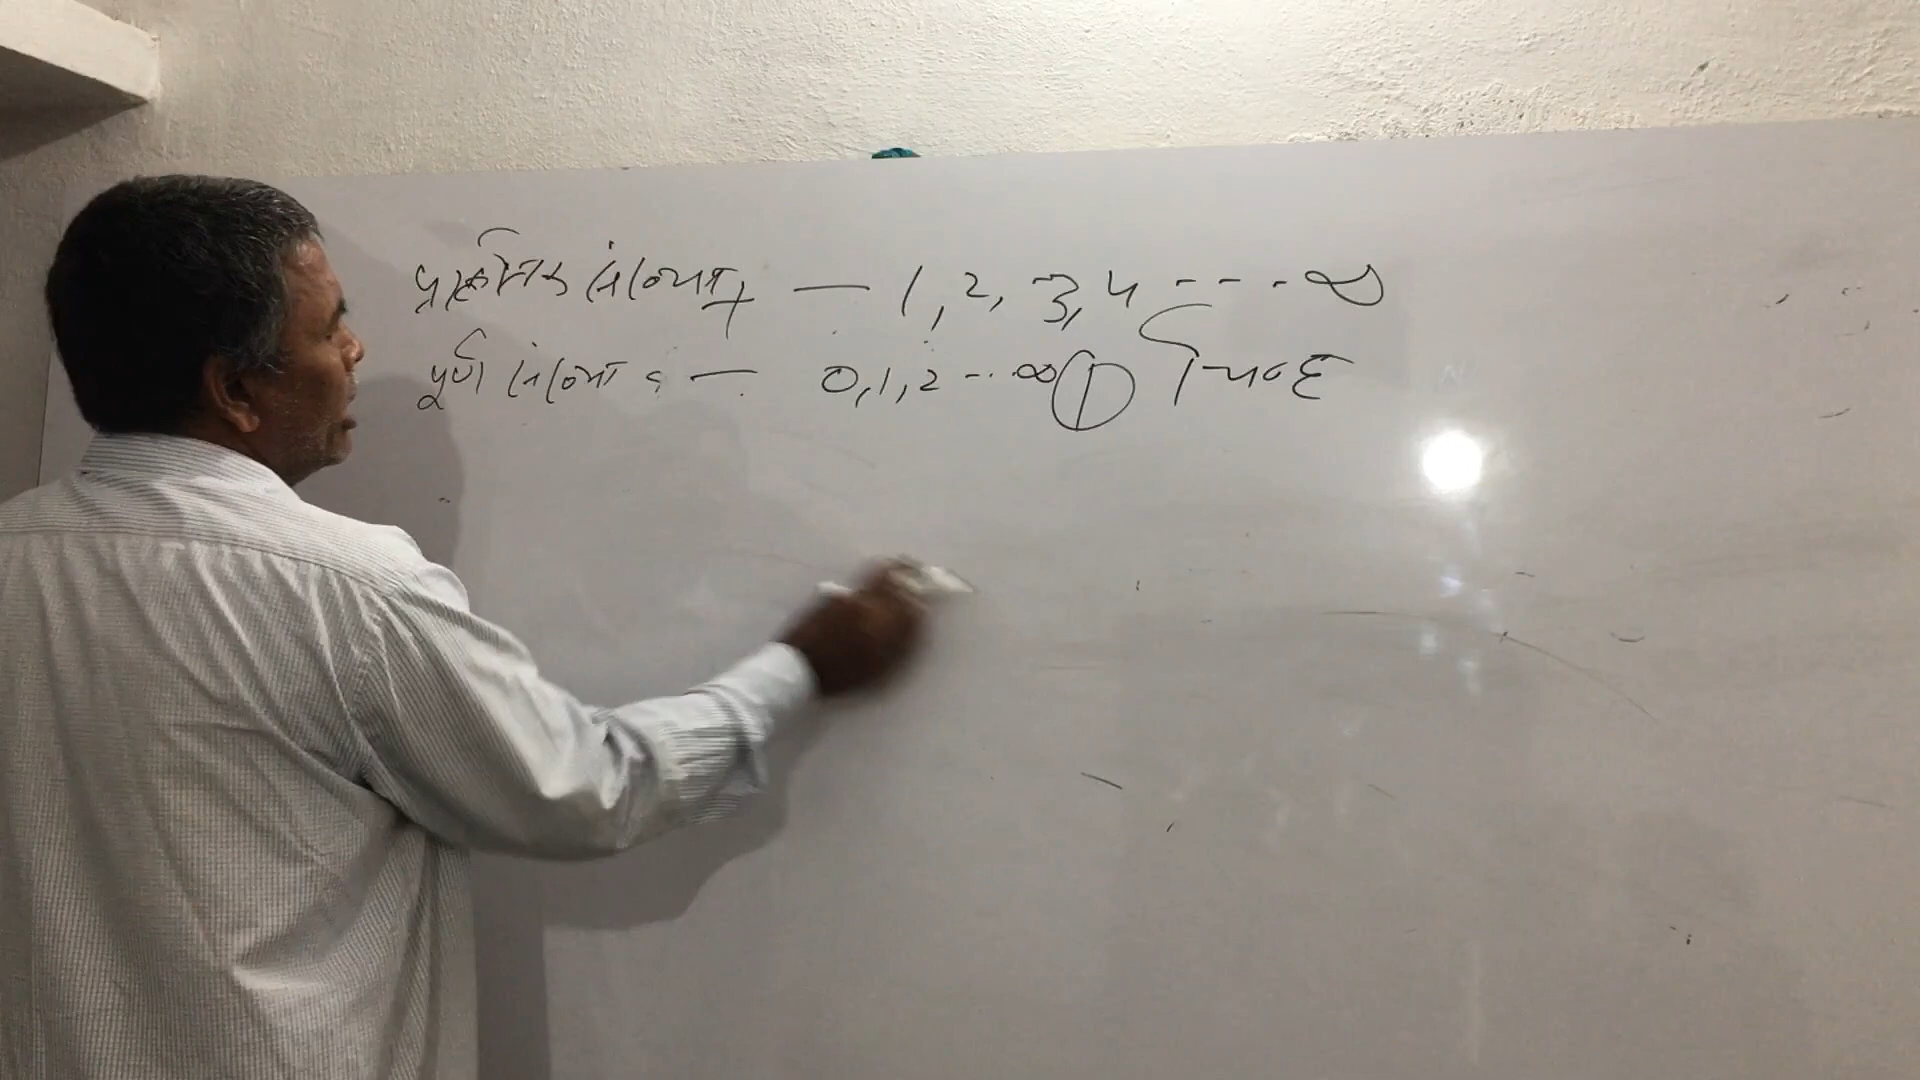 प्राकृतिक संख्याएँ — 1, 2, 3, 4 - - - ∞
पूर्ण संख्या — 0, 1, 2 - .. ∞